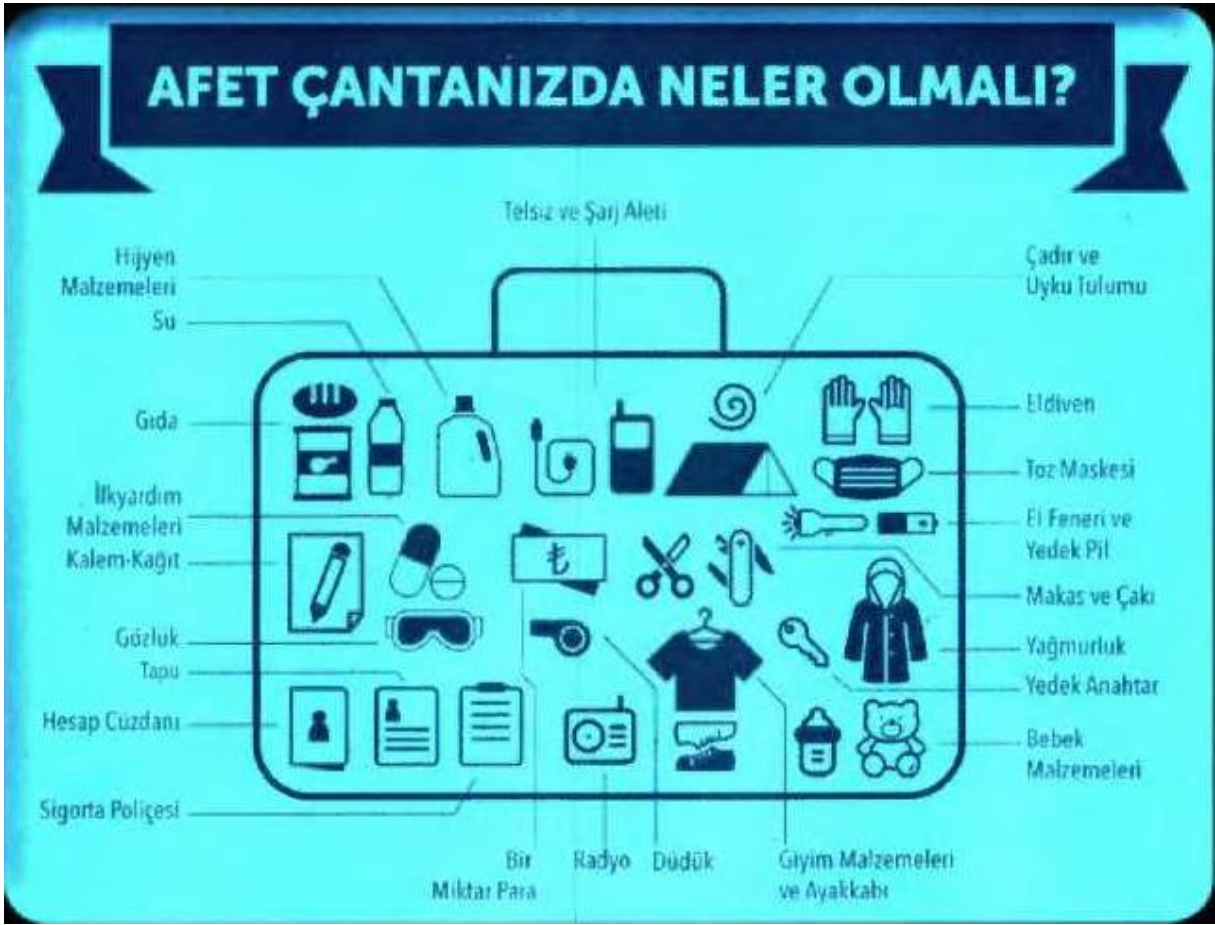 AFET ÇANTANIZDA NELER OLMALI?
Telsiz ve Şarj Aleti
Hijyen
Malzemeleri
Su
Gıda
İlkyardım
Malzemeleri
Kalem-Kağıt
Gözlük
Tapu
Hesap Cüzdanı
Sigorta Poliçesi
Bir
Miktar Para
Radyo
Düdük
Giyim Malzemeleri
ve Ayakkabı
Çadır ve
Uyku Tulumu
Eldiven
Toz Maskesi
El Feneri ve
Yedek Pil
Makas ve Çakı
Yağmurluk
Yedek Anahtar
Bebek
Malzemeleri
₺